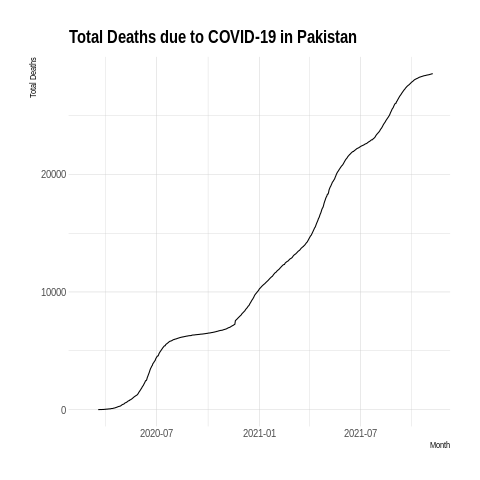 Total Deaths due to COVID-19 in Pakistan
Total Deaths
20000
10000
0
2020-07
2021-01
2021-07
Month